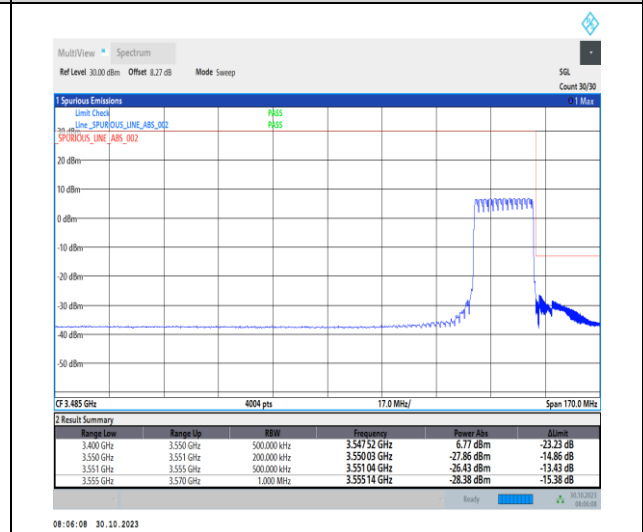 MultiView Spectrum
Ref Level 30.00 dBm Offset 8.27 dB Mode Sweep SGL
Count 30/30
1 Spurious Emissions 1 Max
Limit Check PASS
Line _SPURIOUS_LINE_ABS_002 PASS
30 dBm
_SPURIOUS_LINE_ABS_002
20 dBm
10 dBm
0 dBm
-10 dBm
-20 dBm
-30 dBm
-40 dBm
-50 dBm
CF 3.485 GHz 4004 pts 17.0 MHz/ Span 170.0 MHz
2 Result Summary
Range Low Range Up RBW Frequency Power Abs ΔLimit
3.400 GHz 3.550 GHz 500.000 kHz 3.547 52 GHz 6.77 dBm -23.23 dB
3.550 GHz 3.551 GHz 200.000 kHz 3.550 03 GHz -27.86 dBm -14.86 dB
3.551 GHz 3.555 GHz 500.000 kHz 3.551 04 GHz -26.43 dBm -13.43 dB
3.555 GHz 3.570 GHz 1.000 MHz 3.555 14 GHz -28.38 dBm -15.38 dB
Ready 30.10.2023
08:06:08
08:06:08 30.10.2023